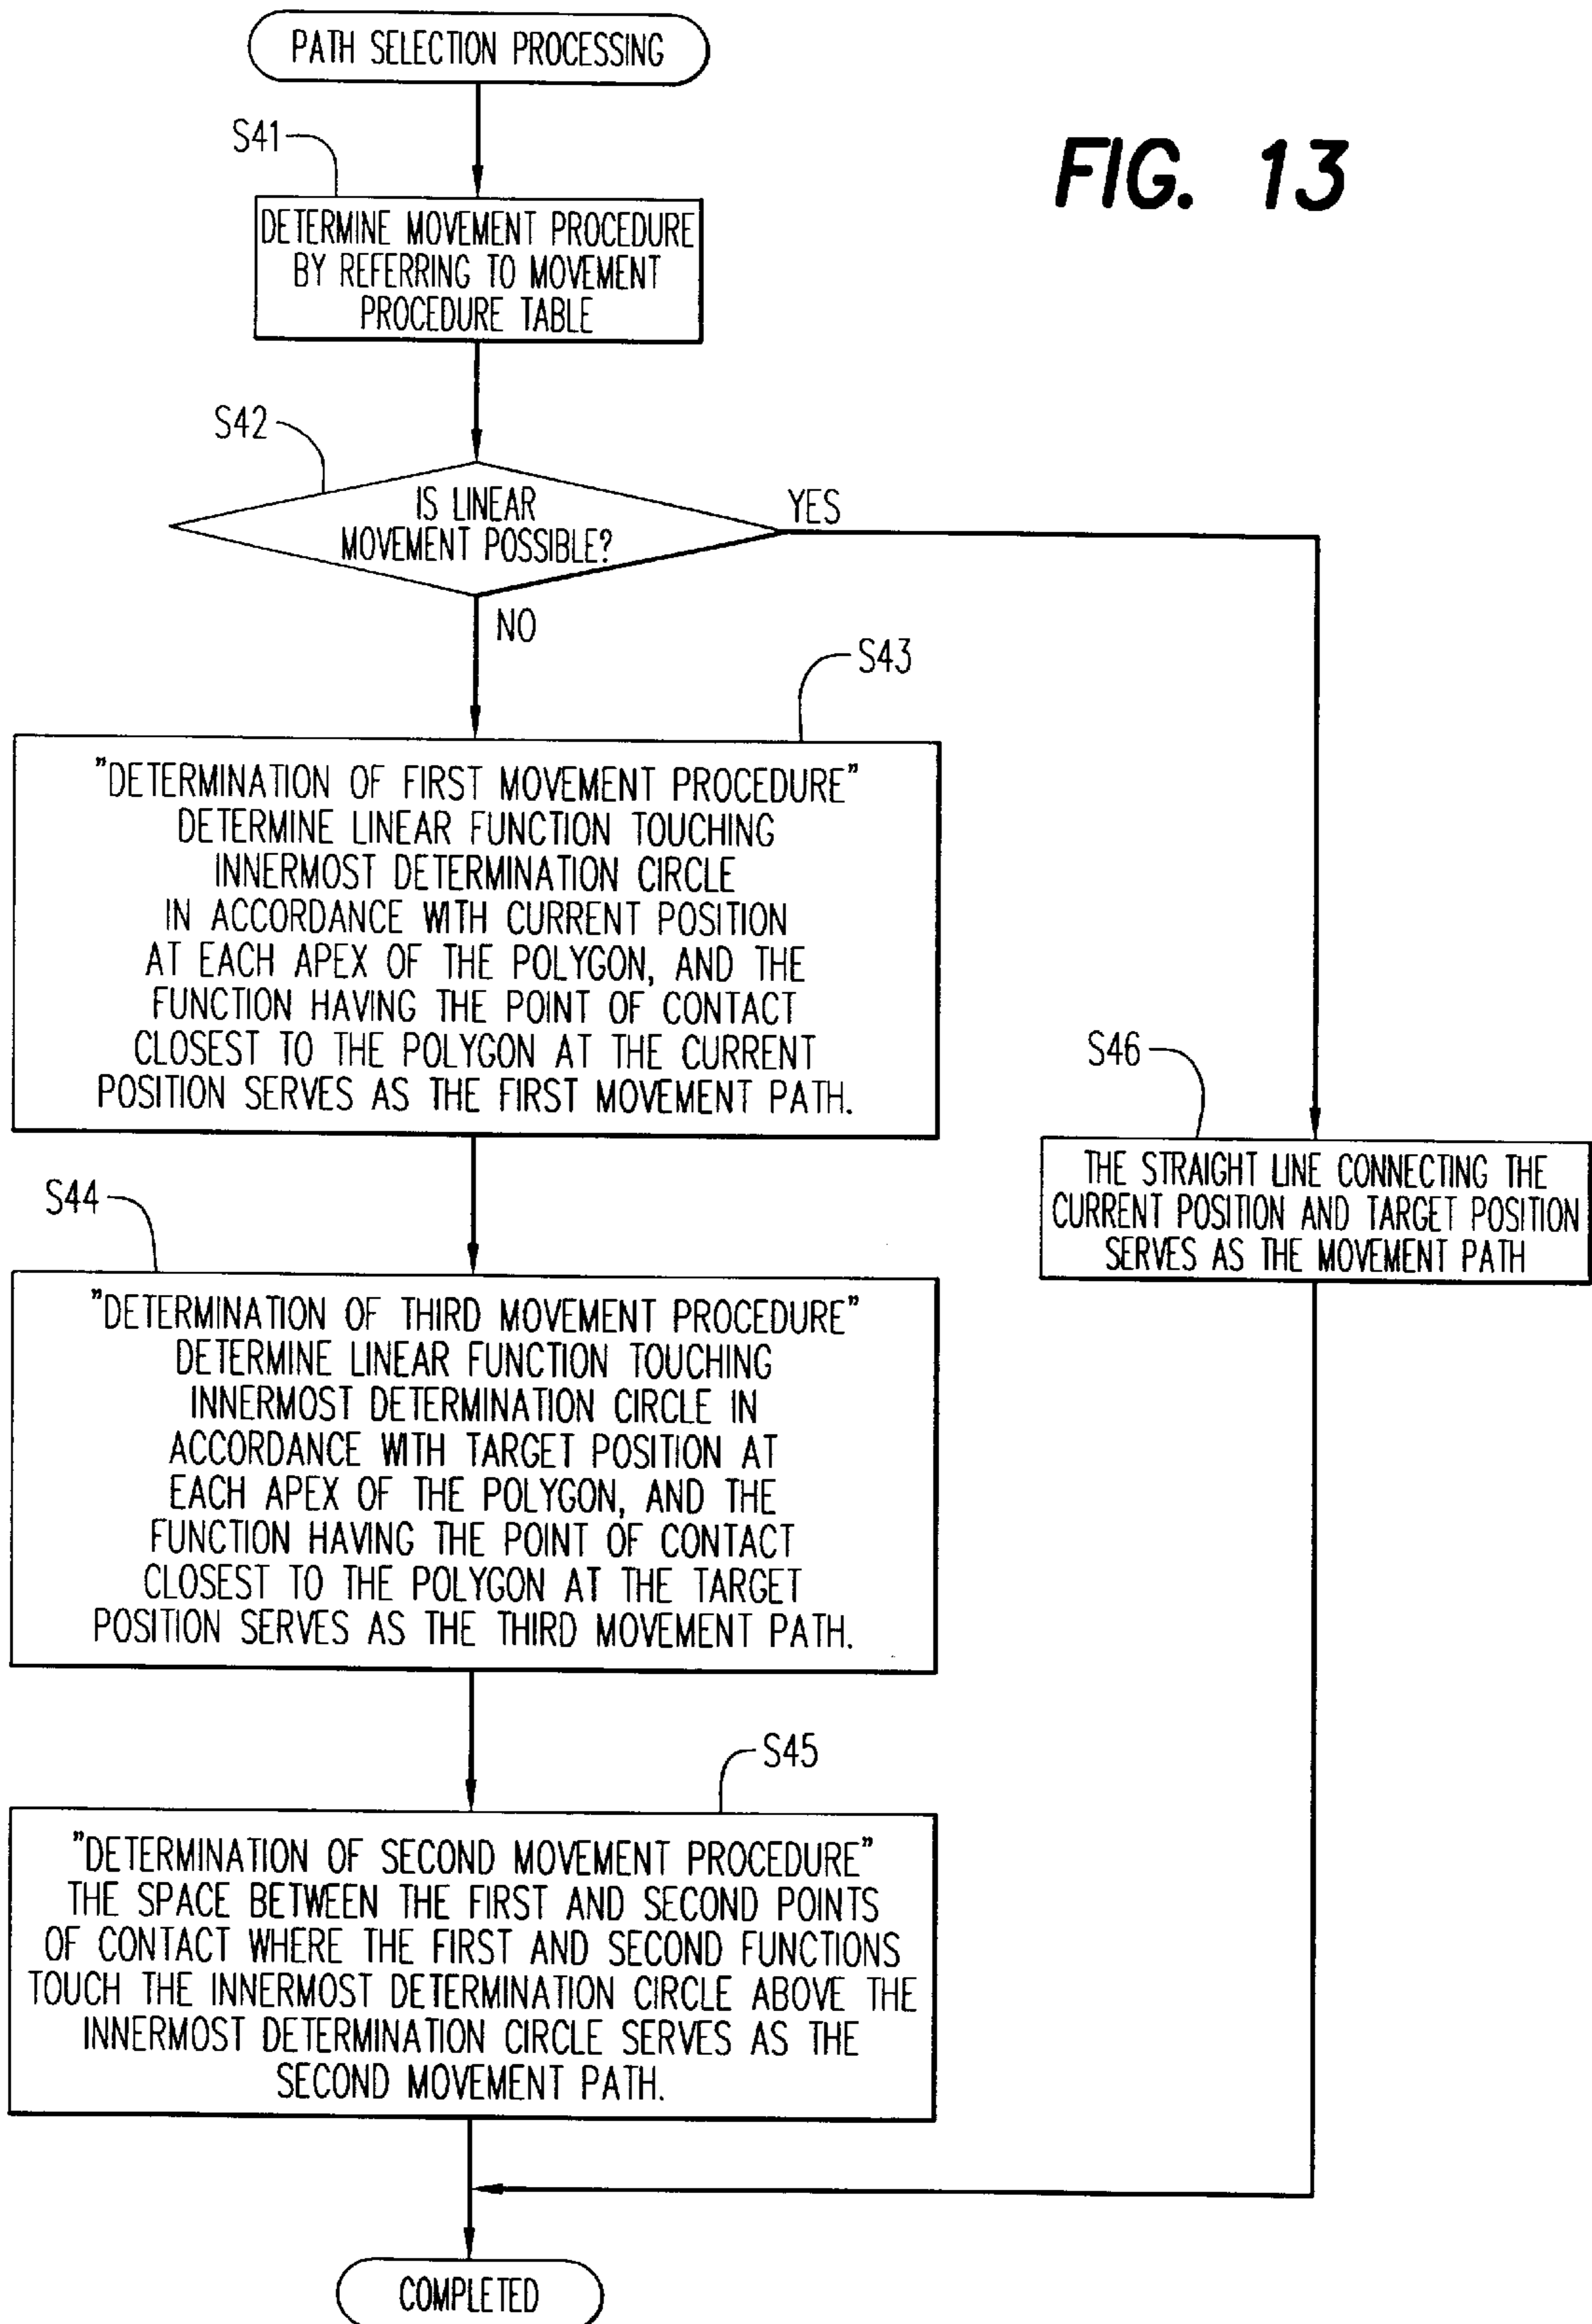 PATH SELECTION PROCESSING
FIG. 13
S41
DETERMINE MOVEMENT PROCEDURE
BY REFERRING TO MOVEMENT
PROCEDURE TABLE
S42
IS LINEAR
MOVEMENT POSSIBLE?
YES
NO
S43
"DETERMINATION OF FIRST MOVEMENT PROCEDURE"
DETERMINE LINEAR FUNCTION TOUCHING
INNERMOST DETERMINATION CIRCLE
IN ACCORDANCE WITH CURRENT POSITION
AT EACH APEX OF THE POLYGON, AND THE
FUNCTION HAVING THE POINT OF CONTACT
CLOSEST TO THE POLYGON AT THE CURRENT
POSITION SERVES AS THE FIRST MOVEMENT PATH.
S46
THE STRAIGHT LINE CONNECTING THE
CURRENT POSITION AND TARGET POSITION
SERVES AS THE MOVEMENT PATH
S44
"DETERMINATION OF THIRD MOVEMENT PROCEDURE"
DETERMINE LINEAR FUNCTION TOUCHING
INNERMOST DETERMINATION CIRCLE IN
ACCORDANCE WITH TARGET POSITION AT
EACH APEX OF THE POLYGON, AND THE
FUNCTION HAVING THE POINT OF CONTACT
CLOSEST TO THE POLYGON AT THE TARGET
POSITION SERVES AS THE THIRD MOVEMENT PATH.
S45
"DETERMINATION OF SECOND MOVEMENT PROCEDURE"
THE SPACE BETWEEN THE FIRST AND SECOND POINTS
OF CONTACT WHERE THE FIRST AND SECOND FUNCTIONS
TOUCH THE INNERMOST DETERMINATION CIRCLE ABOVE THE
INNERMOST DETERMINATION CIRCLE SERVES AS THE
SECOND MOVEMENT PATH.
COMPLETED